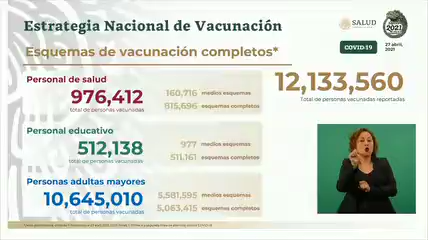 Estrategia Nacional de Vacunación
SALUD
2021
27 abril,
2021
Esquemas de vacunación completos*
COVID-19
Personal de salud
976,412
total de personas vacunadas
160,716 medios esquemas
815,696 esquemas completos
12,133,560
Total de personas vacunadas reportadas
Personal educativo
512,138
total de personas vacunadas
977 medios esquemas
511,161 esquemas completos
Personas adultas mayores
10,645,010
total de personas vacunadas
5,581,595 medios esquemas
5,063,415 esquemas completos